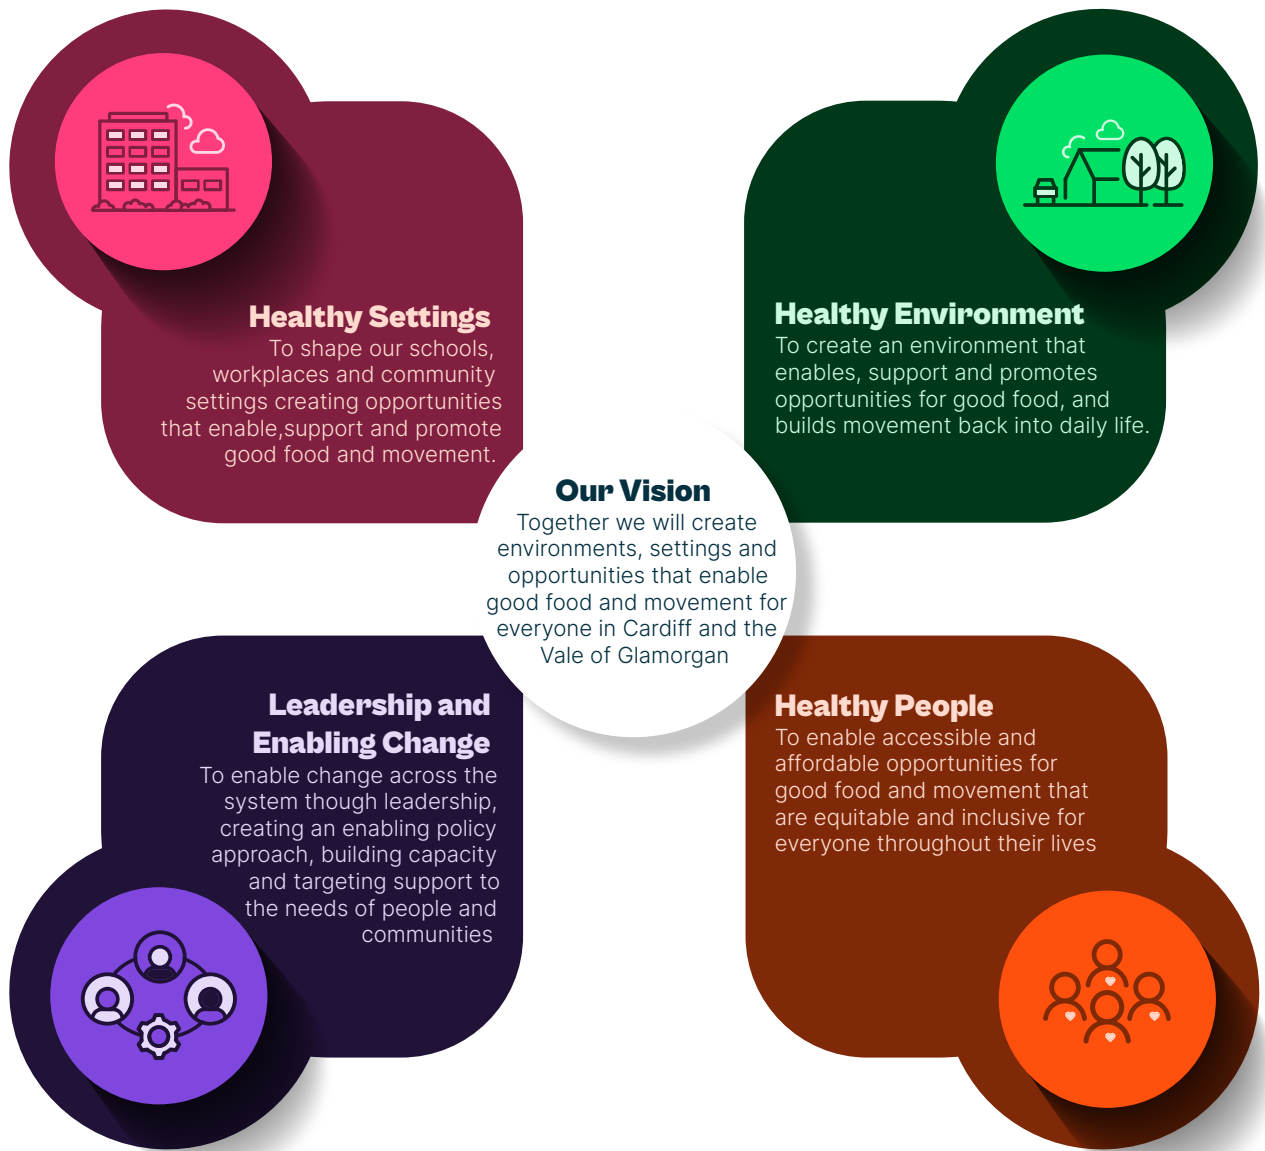 Healthy Settings
To shape our schools,
workplaces and community
settings creating opportunities
that enable,support and promote
good food and movement.
Healthy Environment
To create an environment that
enables, support and promotes
opportunities for good food, and
builds movement back into daily life.
Our Vision
Together we will create
environments, settings and
opportunities that enable
good food and movement for
everyone in Cardiff and the
Vale of Glamorgan
Leadership and
Enabling Change
To enable change across the
system though leadership,
creating an enabling policy
approach, building capacity
and targeting support to
the needs of people and
communities
Healthy People
To enable accessible and
affordable opportunities for
good food and movement that
are equitable and inclusive for
everyone throughout their lives